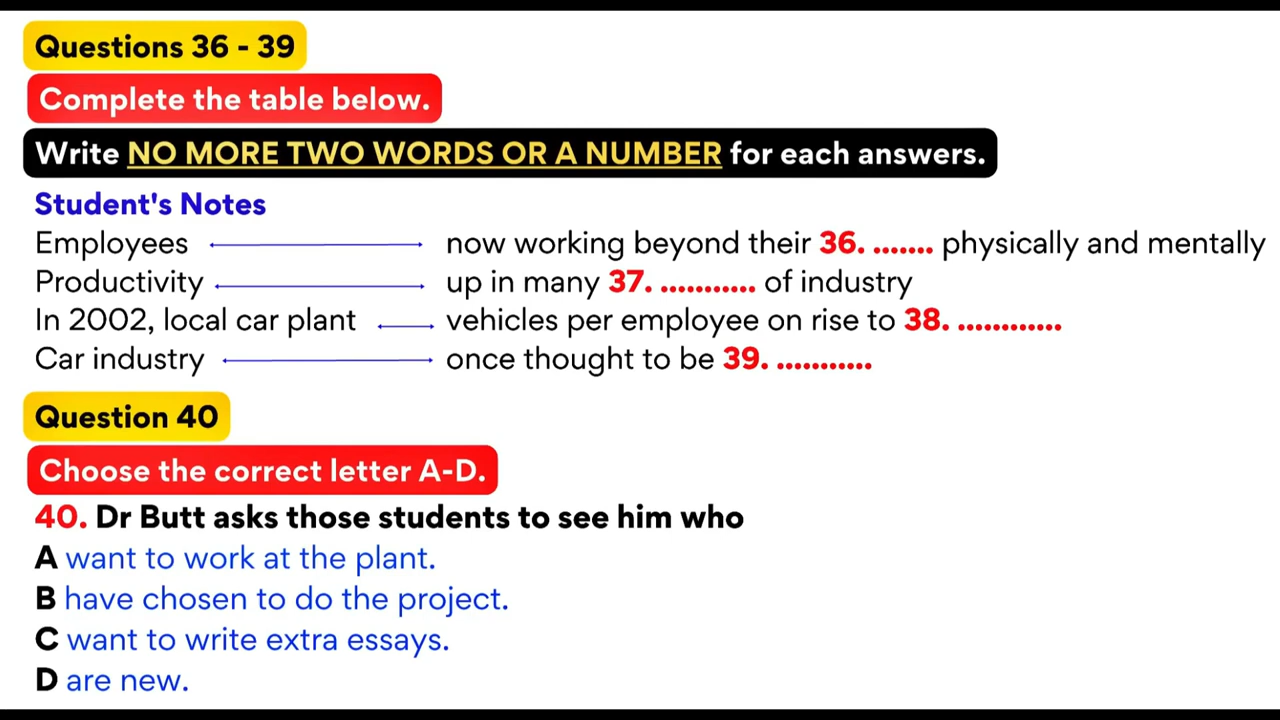 Questions 36 - 39
Complete the table below.
Write NO MORE TWO WORDS OR A NUMBER for each answers.
Student's Notes
Employees now working beyond their 36. ....... physically and mentally
Productivity up in many 37. ........... of industry
In 2002, local car plant vehicles per employee on rise to 38. ............
Car industry once thought to be 39. ...........
Question 40
Choose the correct letter A-D.
40. Dr Butt asks those students to see him who
A want to work at the plant.
B have chosen to do the project.
C want to write extra essays.
D are new.